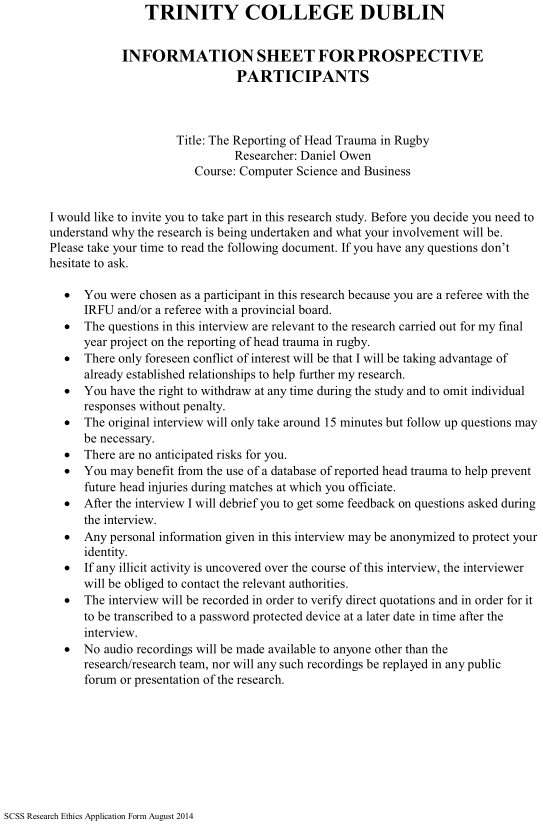 TRINITY COLLEGE DUBLIN
INFORMATION SHEET FOR PROSPECTIVE
PARTICIPANTS
Title: The Reporting of Head Trauma in Rugby
Researcher: Daniel Owen
Course: Computer Science and Business
I would like to invite you to take part in this research study. Before you decide you need to
understand why the research is being undertaken and what your involvement will be.
Please take your time to read the following document. If you have any questions don’t
hesitate to ask.
• You were chosen as a participant in this research because you are a referee with the
IRFU and/or a referee with a provincial board.
• The questions in this interview are relevant to the research carried out for my final
year project on the reporting of head trauma in rugby.
• There only foreseen conflict of interest will be that I will be taking advantage of
already established relationships to help further my research.
• You have the right to withdraw at any time during the study and to omit individual
responses without penalty.
• The original interview will only take around 15 minutes but follow up questions may
be necessary.
• There are no anticipated risks for you.
• You may benefit from the use of a database of reported head trauma to help prevent
future head injuries during matches at which you officiate.
• After the interview I will debrief you to get some feedback on questions asked during
the interview.
• Any personal information given in this interview may be anonymized to protect your
identity.
• If any illicit activity is uncovered over the course of this interview, the interviewer
will be obliged to contact the relevant authorities.
• The interview will be recorded in order to verify direct quotations and in order for it
to be transcribed to a password protected device at a later date in time after the
interview.
• No audio recordings will be made available to anyone other than the
research/research team, nor will any such recordings be replayed in any public
forum or presentation of the research.
SCSS Research Ethics Application Form August 2014